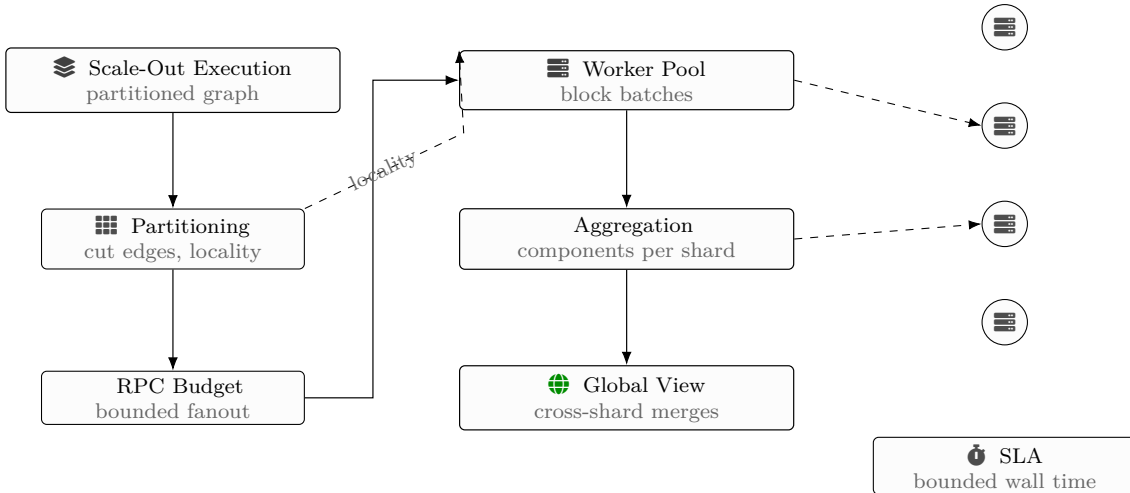 Scale-Out Execution
partitioned graph
Partitioning
cut edges, locality
RPC Budget
bounded fanout
locality
Worker Pool
block batches
Aggregation
components per shard
Global View
cross-shard merges
SLA
bounded wall time